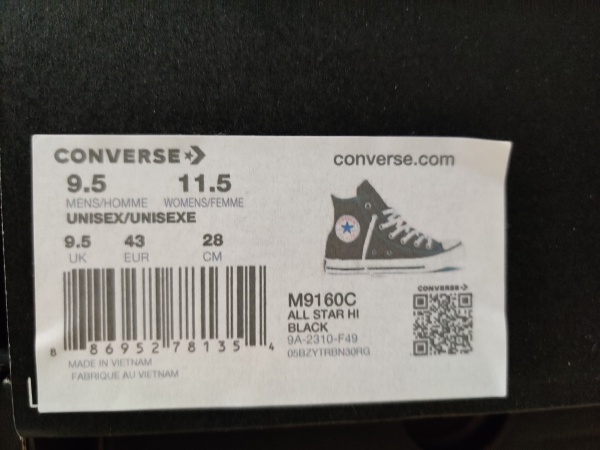 CONVERSE
converse.com
9.5 11.5
MENS/HOMME WOMENS/FEMME
UNISEX/UNISEXE
9.5 43 28
UK EUR CM
M9160C
ALL STAR HI
BLACK
9A-2310-F49
05BZYTRBN30RG
CONVERSE
8 86952 78135 4
MADE IN VIETNAM
FABRIQUE AU VIETNAM